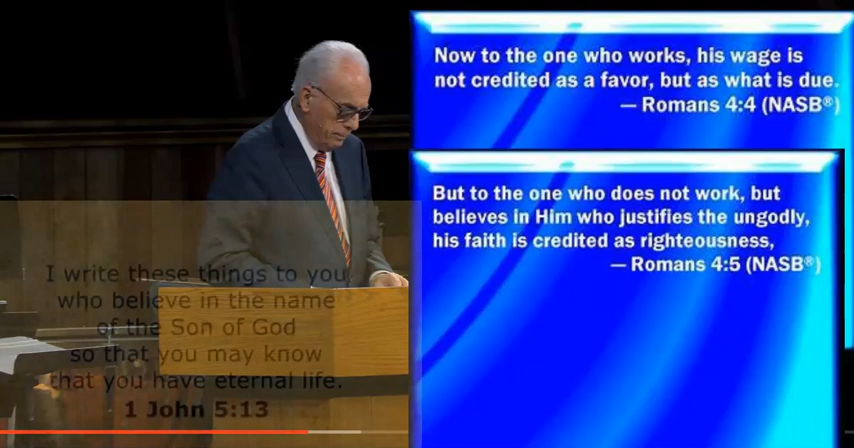 Now to the one who works, his wage is
not credited as a favor, but as what is due.
— Romans 4:4 (NASB®)
But to the one who does not work, but
believes in Him who justifies the ungodly,
his faith is credited as righteousness,
— Romans 4:5 (NASB®)
I write these things to you
who believe in the name
of the Son of God
so that you may know
that you have eternal life.
1 John 5:13